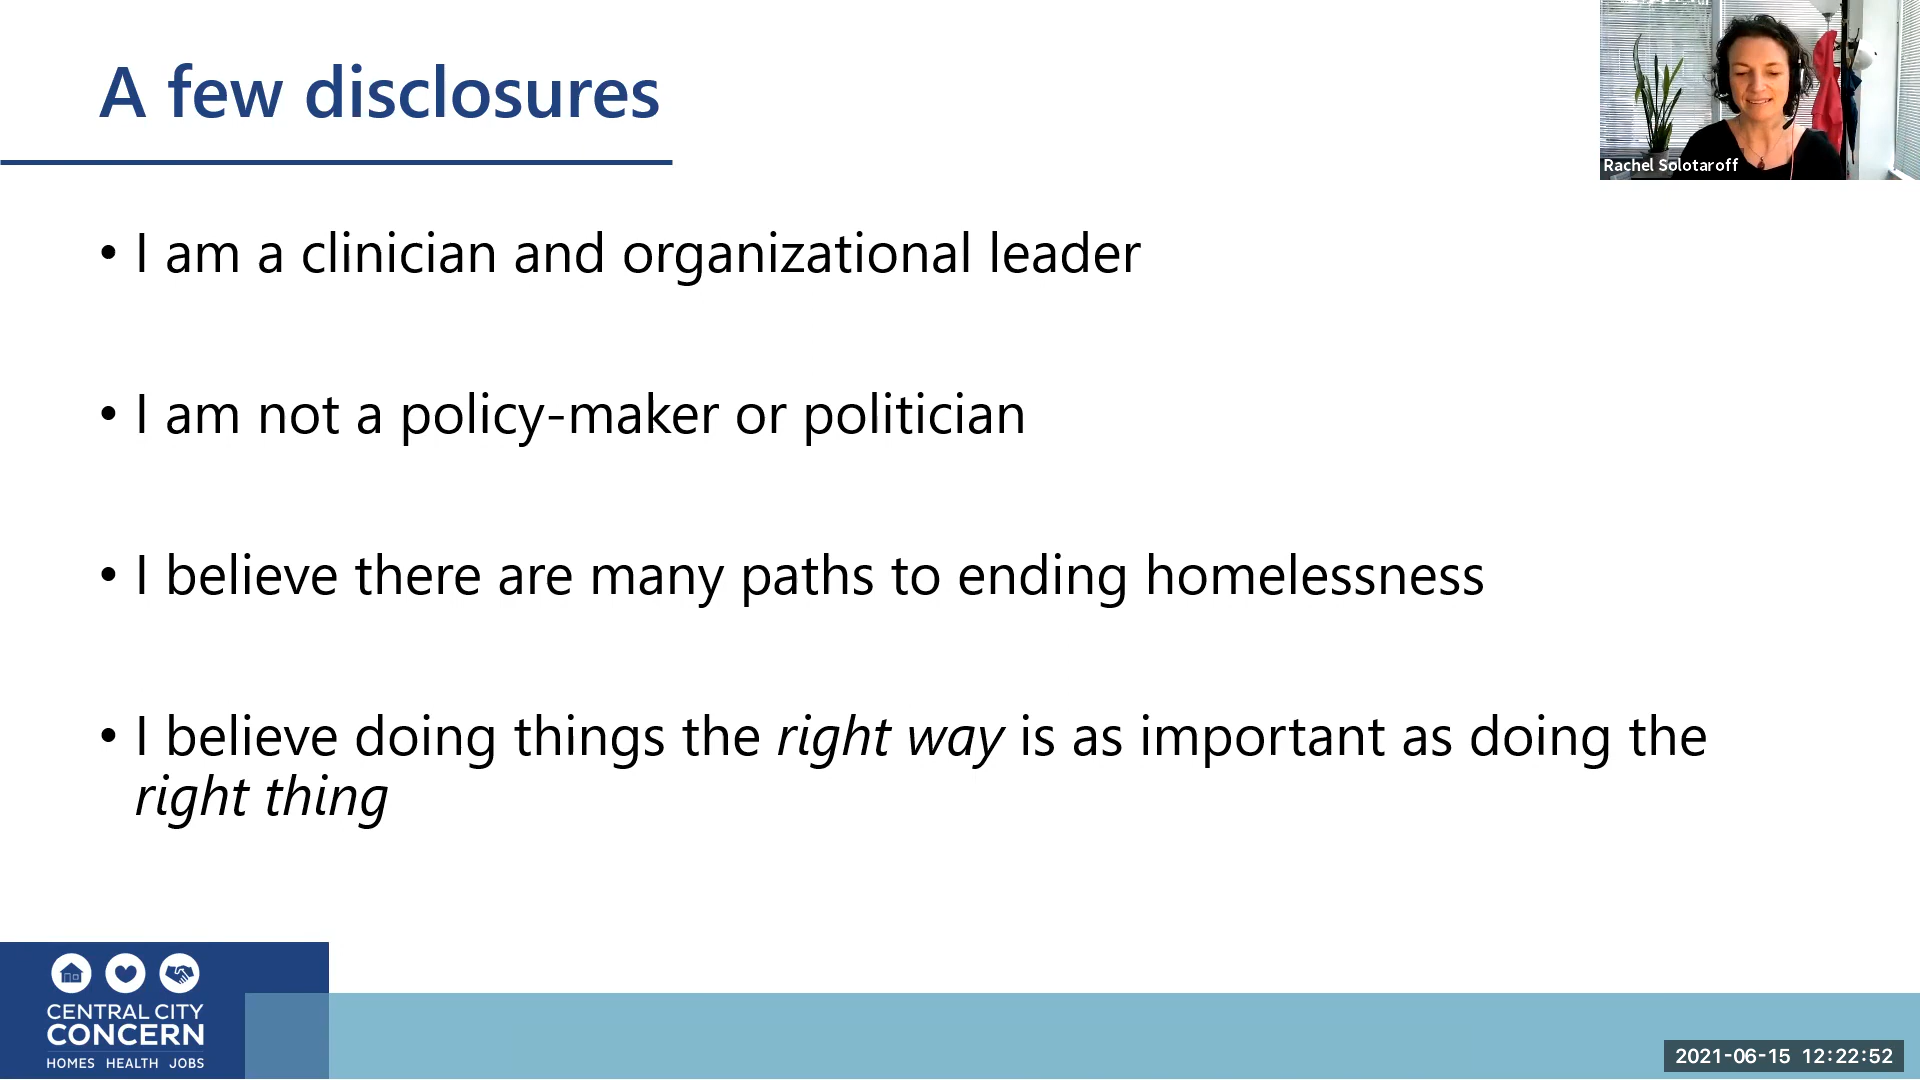 A few disclosures
Rachel Solotaroff
• I am a clinician and organizational leader
• I am not a policy-maker or politician
• I believe there are many paths to ending homelessness
• I believe doing things the right way is as important as doing the
right thing
CENTRAL CITY
CONCERN
HOMES HEALTH JOBS
2021-06-15 12:22:52